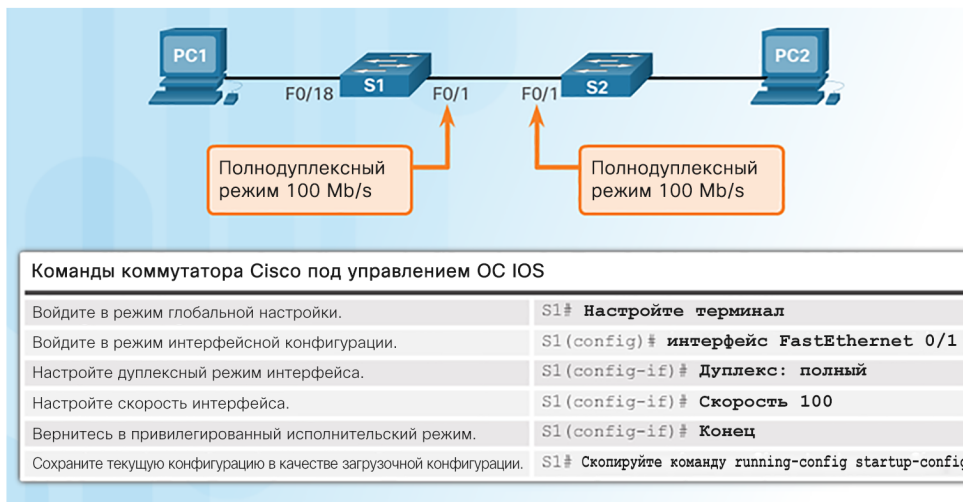 PC1
PC2
S1
S2
F0/18
F0/1
F0/1
Полнодуплексный
режим 100 Mb/s
Полнодуплексный
режим 100 Mb/s
Команды коммутатора Cisco под управлением ОС IOS
Войдите в режим глобальной настройки. S1# Настройте терминал
Войдите в режим интерфейсной конфигурации. S1(config)# интерфейс FastEthernet 0/1
Настройте дуплексный режим интерфейса. S1(config-if)# Дуплекс: полный
Настройте скорость интерфейса. S1(config-if)# Скорость 100
Вернитесь в привилегированный исполнительский режим. S1(config-if)# Конец
Сохраните текущую конфигурацию в качестве загрузочной конфигурации. S1# Скопируйте команду running-config startup-config